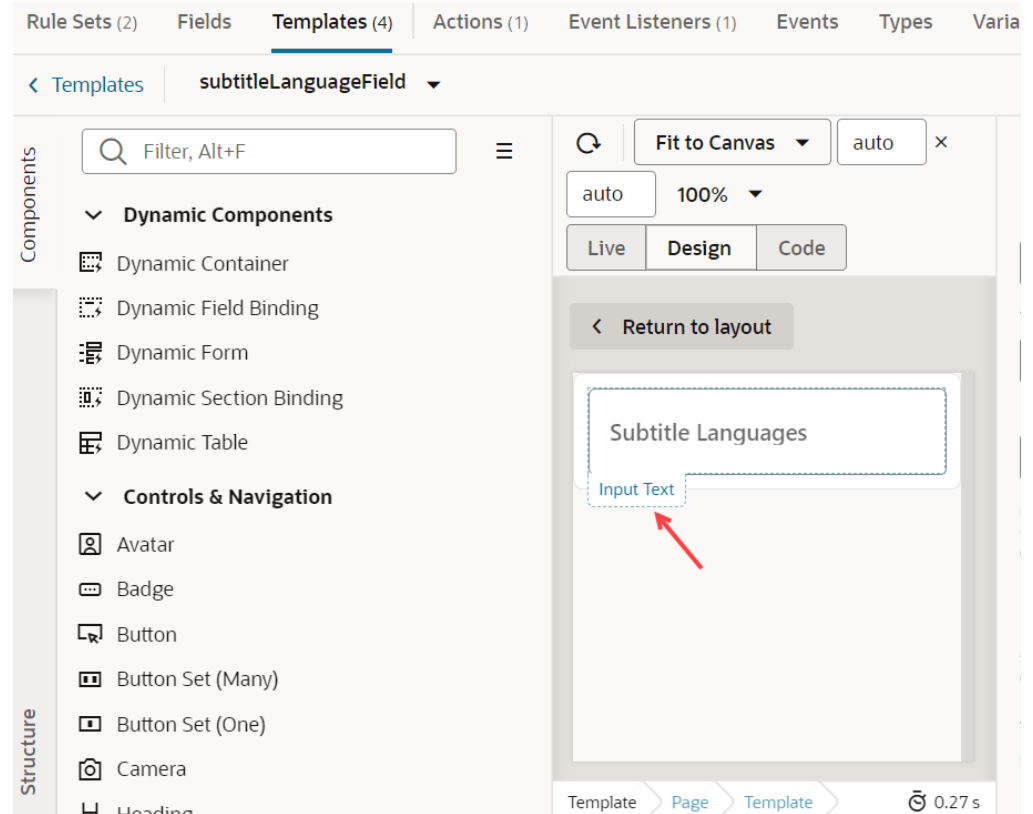 Rule Sets (2) Fields Templates (4) Actions (1) Event Listeners (1) Events Types Varia
Templates subtitleLanguageField
Components
Filter, Alt+F
Dynamic Components
Dynamic Container
Dynamic Field Binding
Dynamic Form
Dynamic Section Binding
Dynamic Table
Controls & Navigation
Avatar
Badge
Button
Button Set (Many)
Button Set (One)
Camera
Heading
Structure
Fit to Canvas auto
auto 100%
Live Design Code
Return to layout
Subtitle Languages
Input Text
Template Page Template 0.27 s